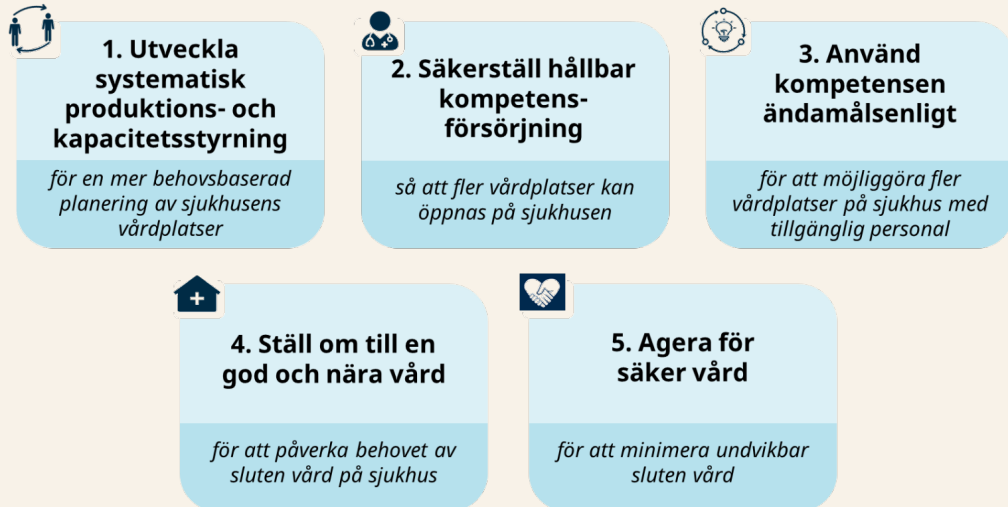 1. Utveckla
systematisk
produktions- och
kapacitetsstyrning
för en mer behovsbaserad
planering av sjukhusens
vårdplatser
2. Säkerställ hållbar
kompetens-
försörjning
så att fler vårdplatser kan
öppnas på sjukhusen
3. Använd
kompetensen
ändamålsenligt
för att möjliggöra fler
vårdplatser på sjukhus med
tillgänglig personal
4. Ställ om till en
god och nära vård
för att påverka behovet av
sluten vård på sjukhus
5. Agera för
säker vård
för att minimera undvikbar
sluten vård